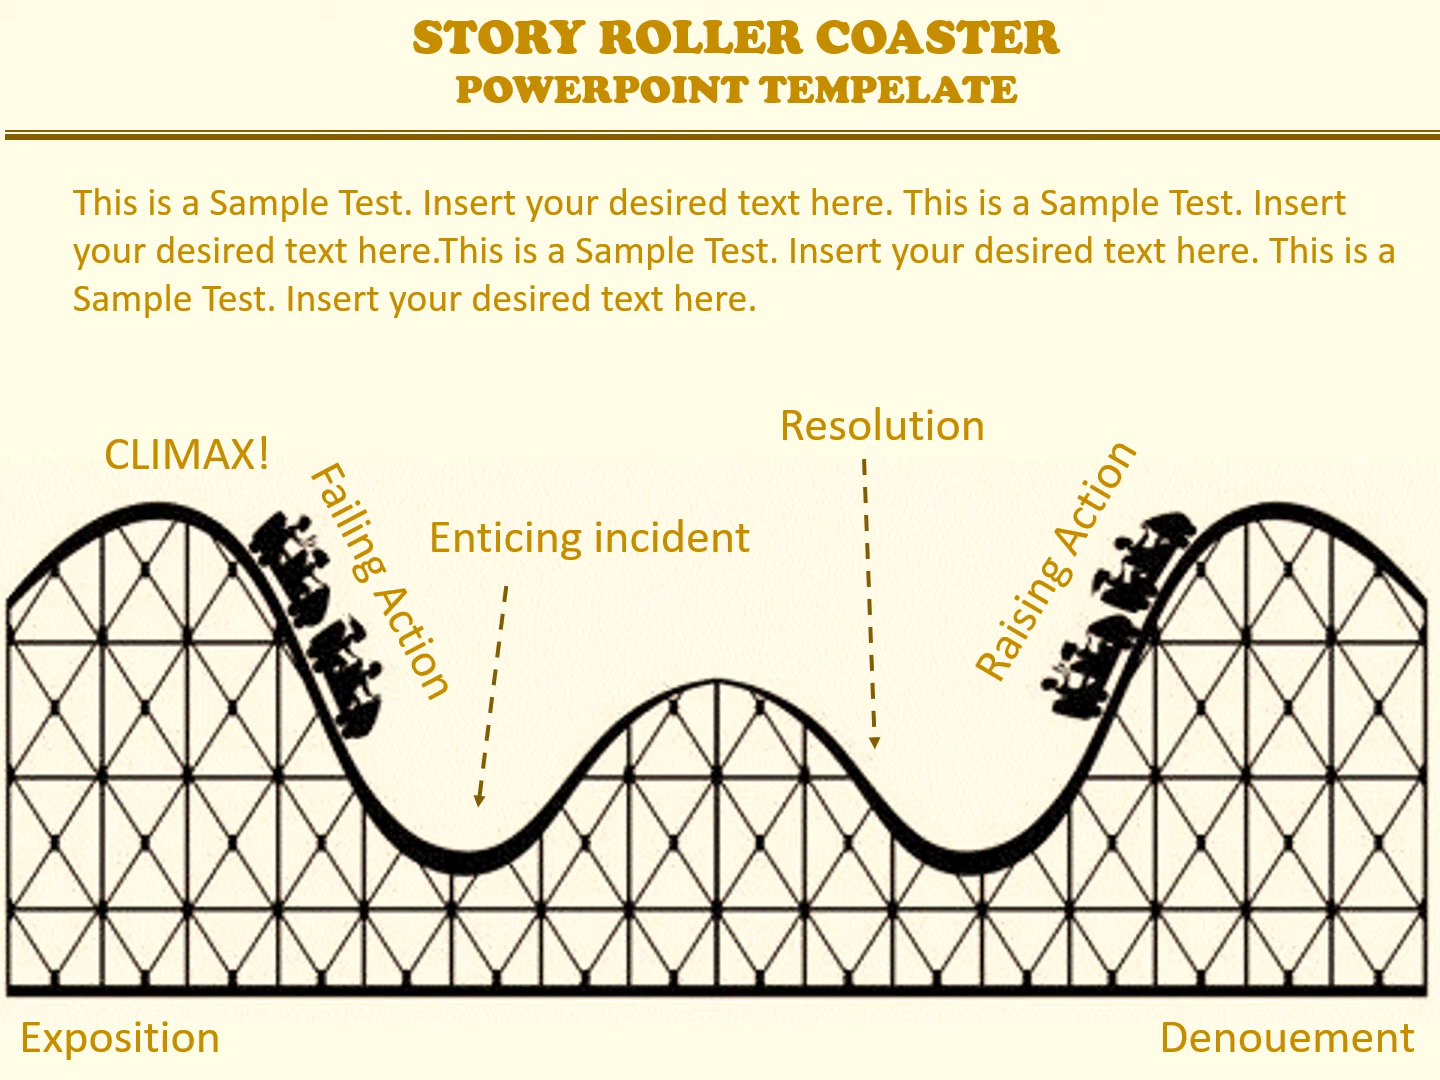 STORY ROLLER COASTER
POWERPOINT TEMPELATE
This is a Sample Test. Insert your desired text here. This is a Sample Test. Insert
your desired text here.This is a Sample Test. Insert your desired text here. This is a
Sample Test. Insert your desired text here.
CLIMAX!
Failing Action
Enticing incident
Resolution
Raising Action
Exposition
Denouement